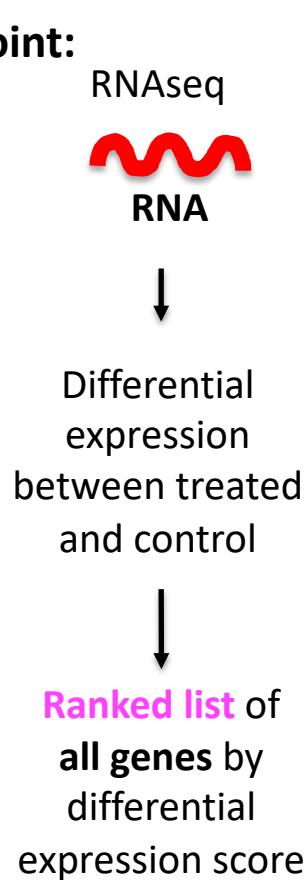 oint:
RNAseq
RNA
Differential
expression
between treated
and control
Ranked list of
all genes by
differential
expression score